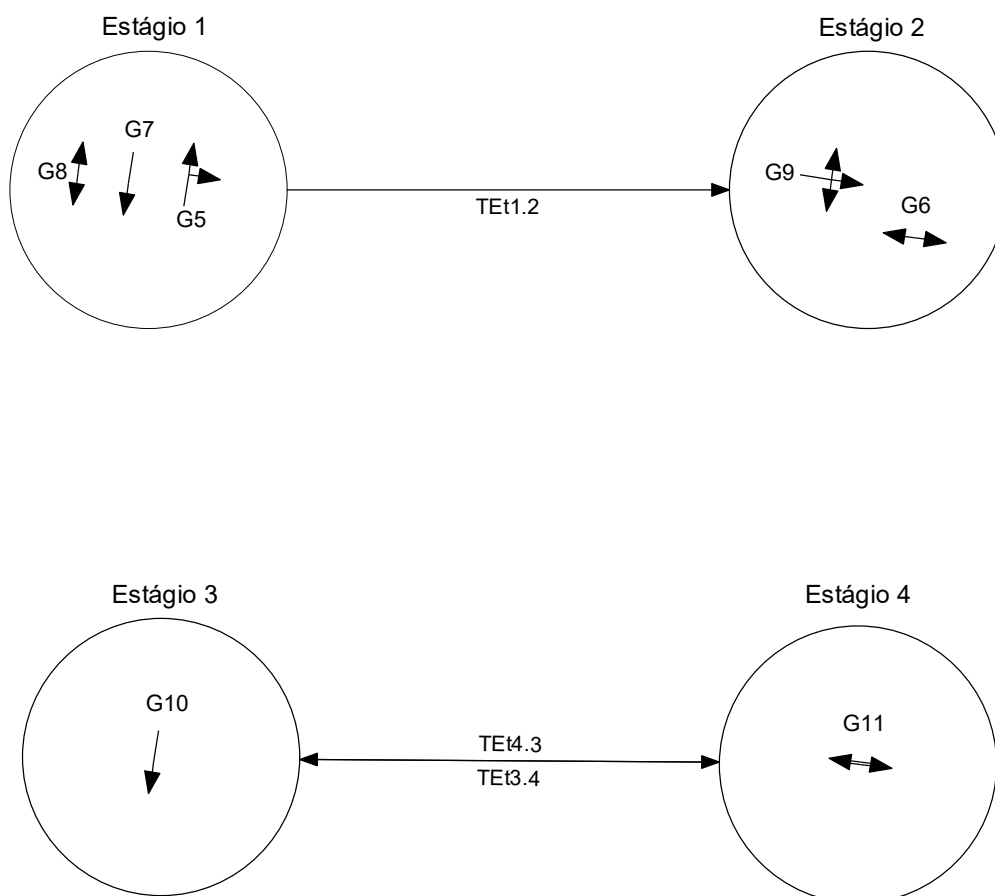 Estágio 1
Estágio 2
G7
G8
G5
TEt1.2
G9
G6
Estágio 3
Estágio 4
G10
G11
TEt4.3
TEt3.4